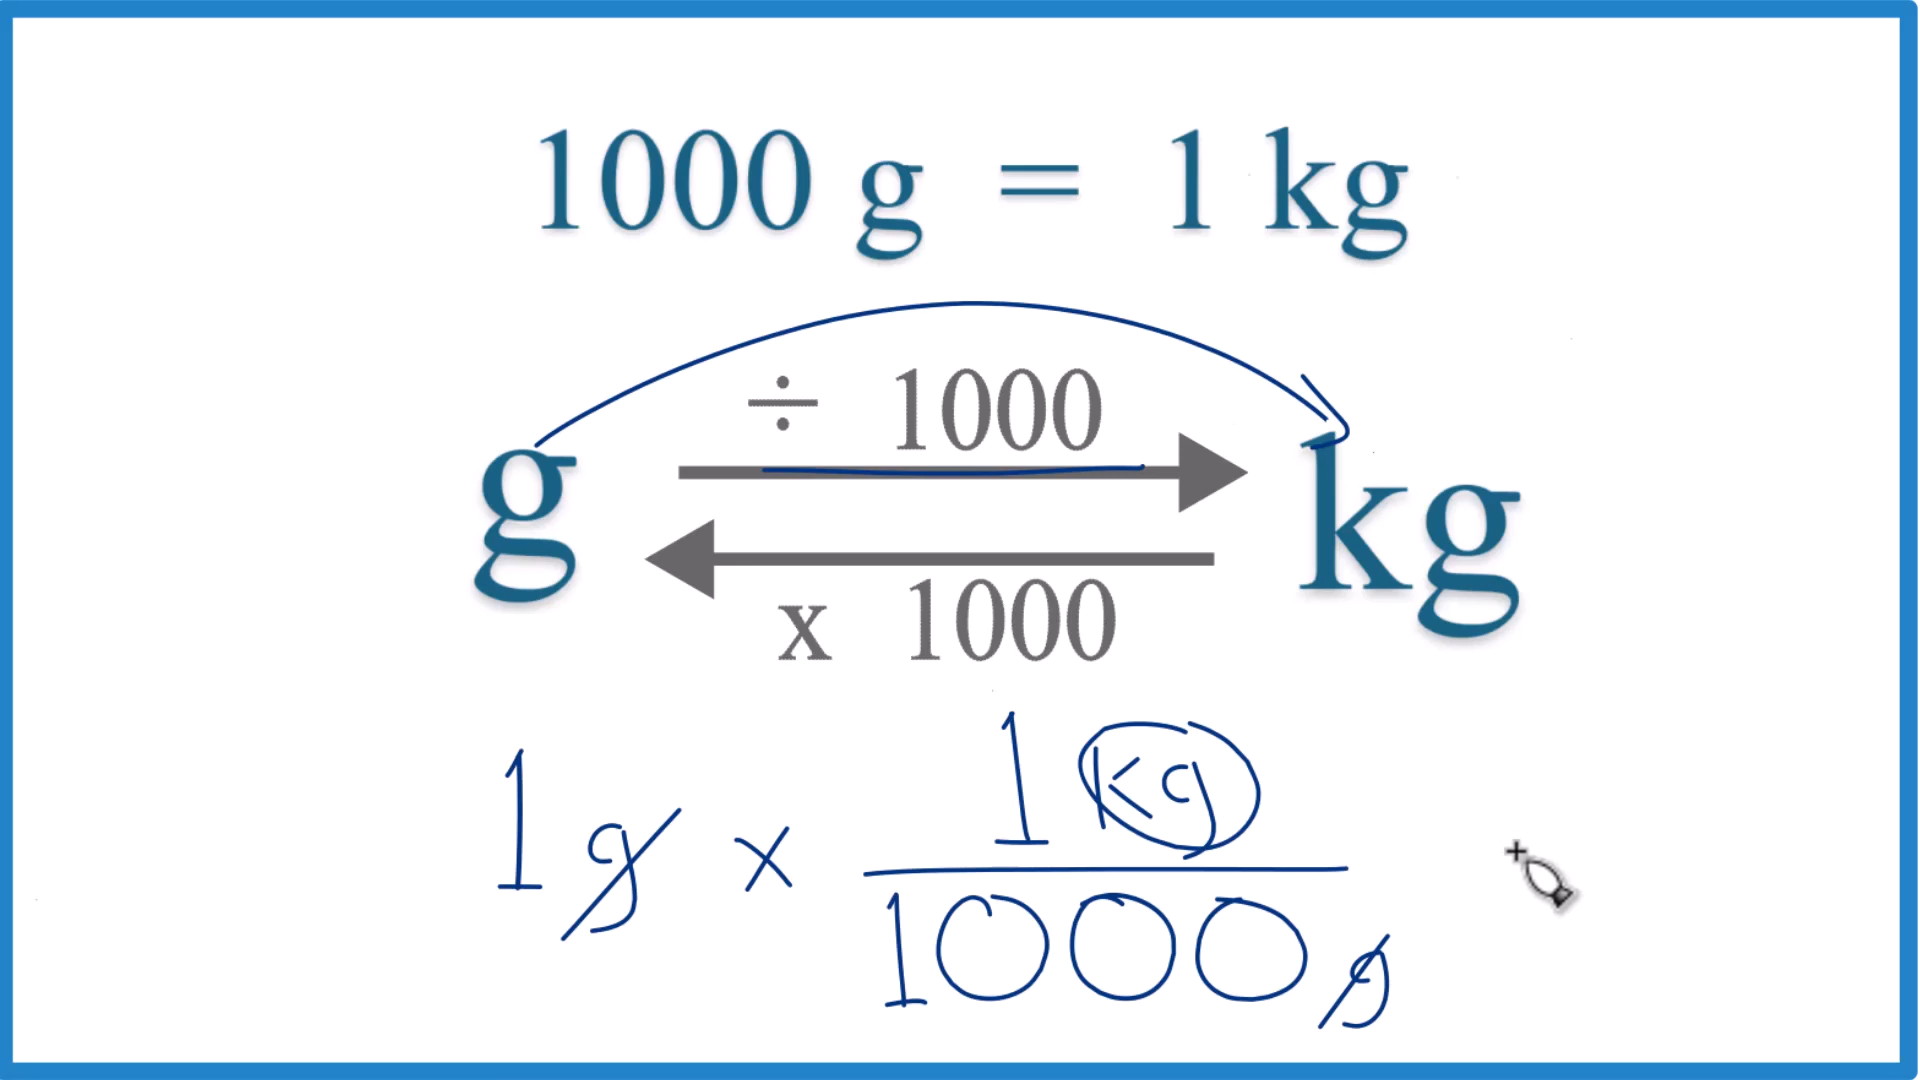 1000 g = 1 kg
÷ 1000
g kg
x 1000
1 kg
1 g x
1000 g